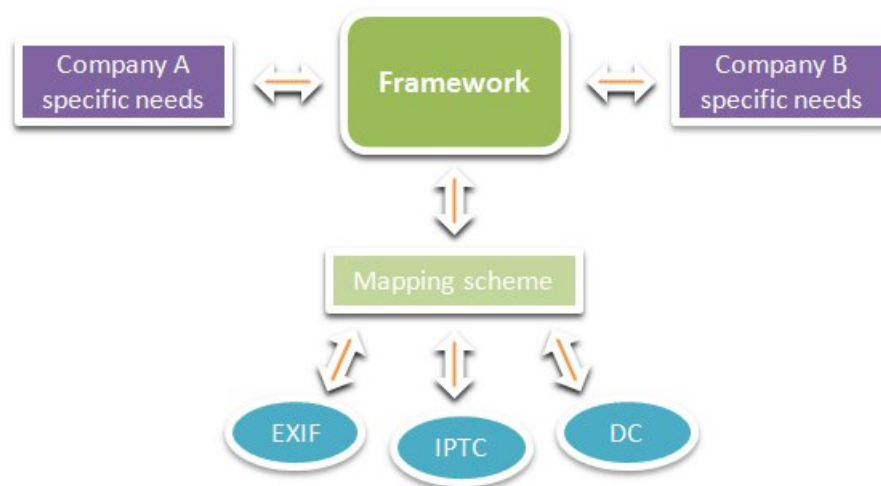 Company A
specific needs
Framework
Company B
specific needs
Mapping scheme
EXIF
IPTC
DC